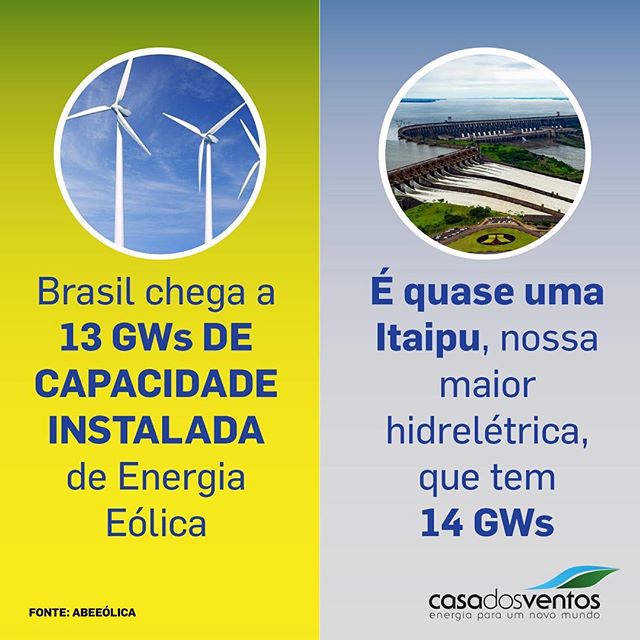 Brasil chega a
13 GWs DE
CAPACIDADE
INSTALADA
de Energia
Eólica
É quase uma
Itaipu, nossa
maior
hidrelétrica,
que tem
14 GWs
FONTE: ABEEÓLICA
casadosventos
energia para um novo mundo